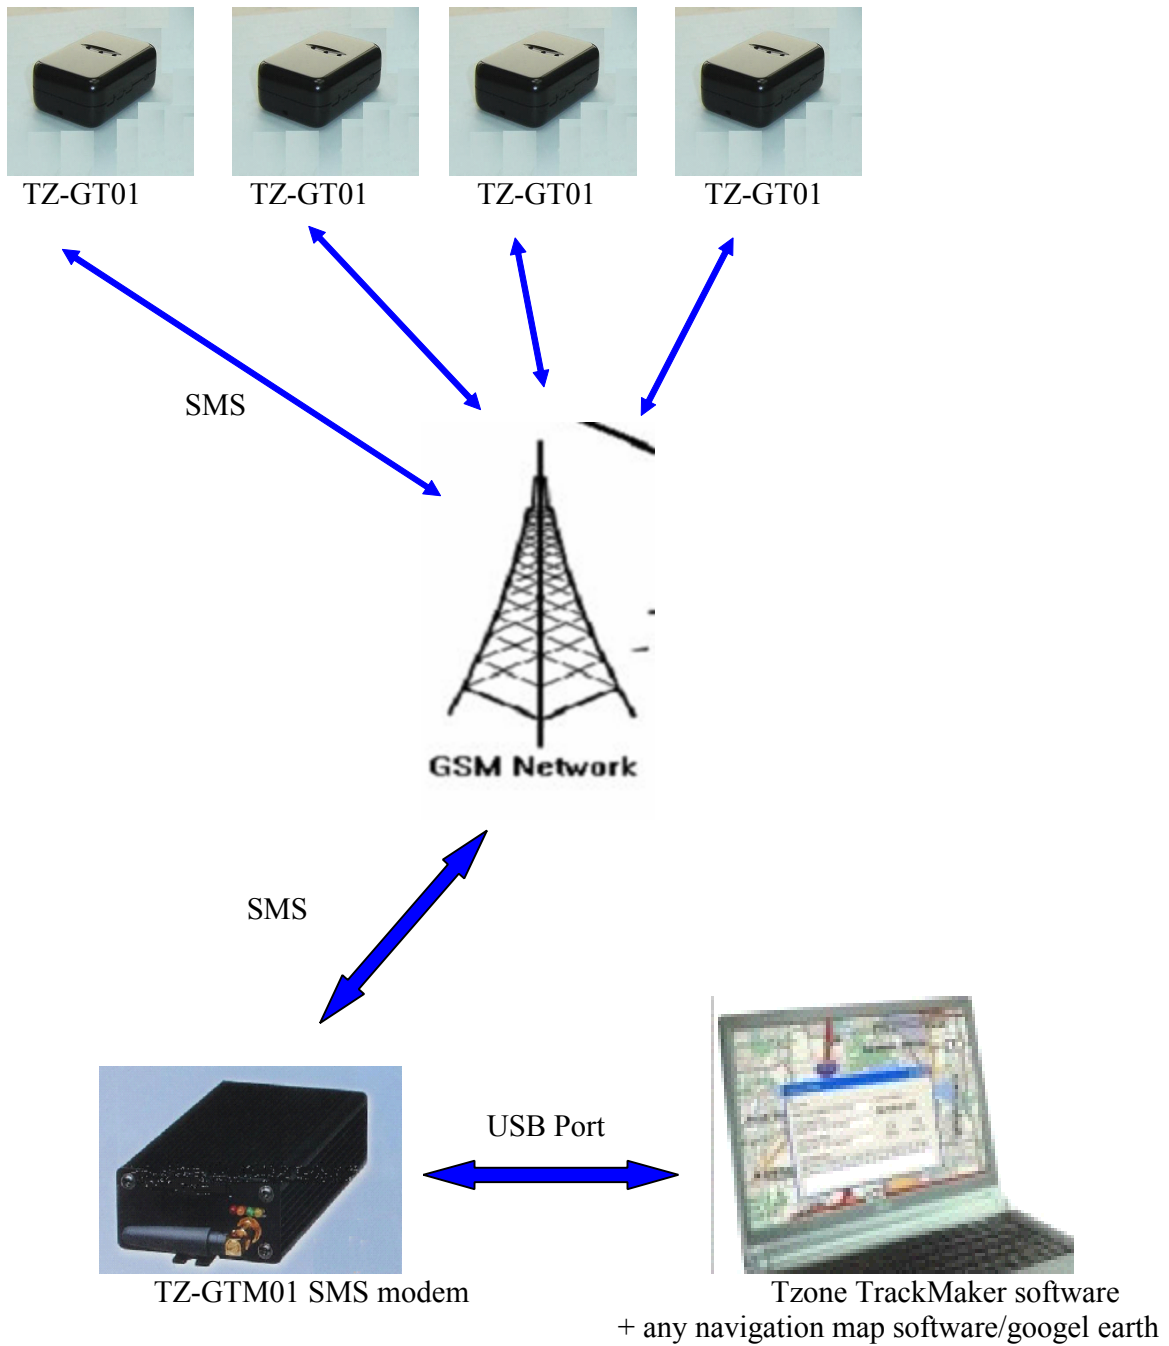 TZ-GT01 TZ-GT01 TZ-GT01 TZ-GT01
SMS
GSM Network
SMS
USB Port
TZ-GTM01 SMS modem
Tzone TrackMaker software
+ any navigation map software/googel earth